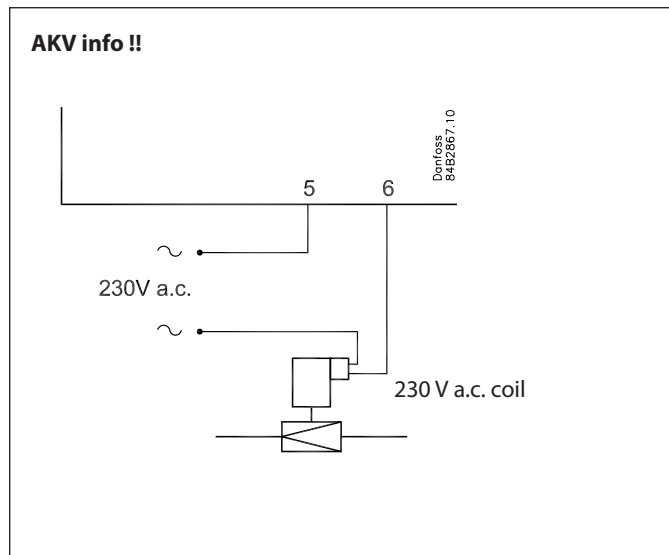 AKV info !!
Danfoss
84B2867.10
5 6
230V a.c.
230 V a.c. coil